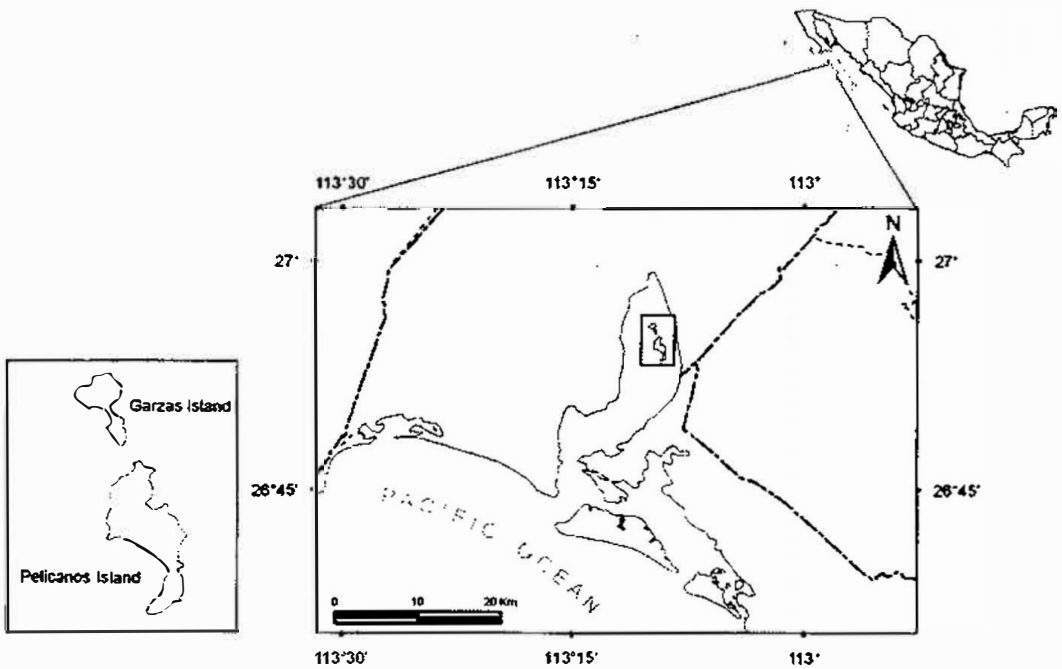 113°30' 113°15' 113°
N
27° 27°
Garzas Island
26°45' 26°45'
PACIFIC OCEAN
Pelicanos Island
0 10 20 Km
113°30' 113°15' 113°